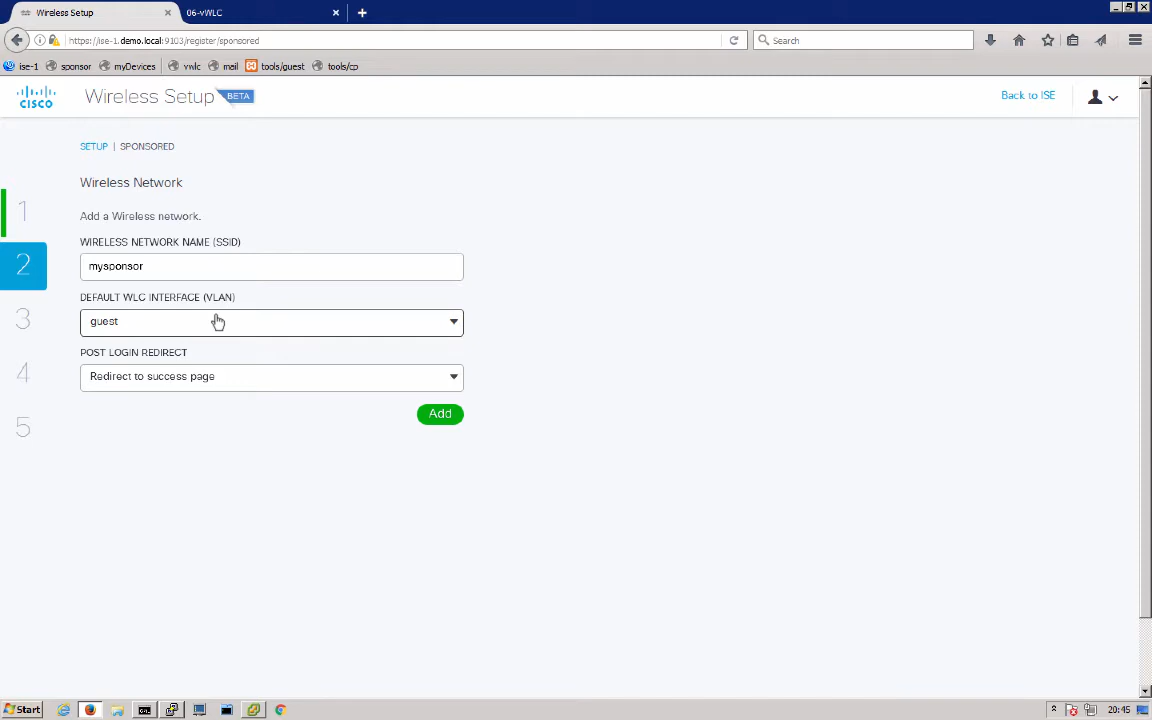 Wireless Setup
06-vWLC
https://ise-1.demo.local:9103/register/sponsored
Search
ise-1
sponsor
myDevices
vwlc
mail
tools/guest
tools/cp
CISCO
Wireless Setup
BETA
Back to ISE
SETUP | SPONSORED
Wireless Network
Add a Wireless network.
WIRELESS NETWORK NAME (SSID)
mysponsor
DEFAULT WLC INTERFACE (VLAN)
guest
POST LOGIN REDIRECT
Redirect to success page
Add
1
2
3
4
5
Start
20:45